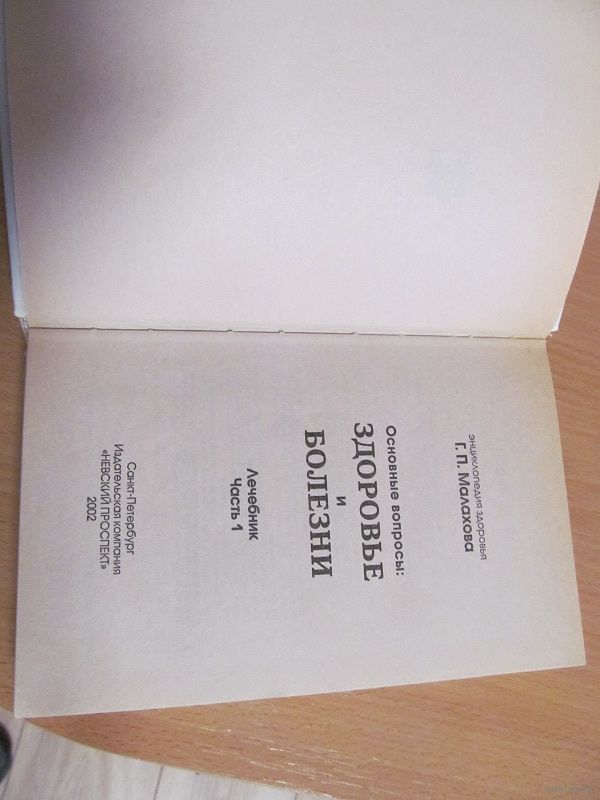 энциклопедия здоровья
Г. П. Малахова
Основные вопросы:
ЗДОРОВЬЕ
и
БОЛЕЗНИ
Лечебник
Часть 1
Санкт-Петербург
Издательская компания
«НЕВСКИЙ ПРОСПЕКТ»
2002